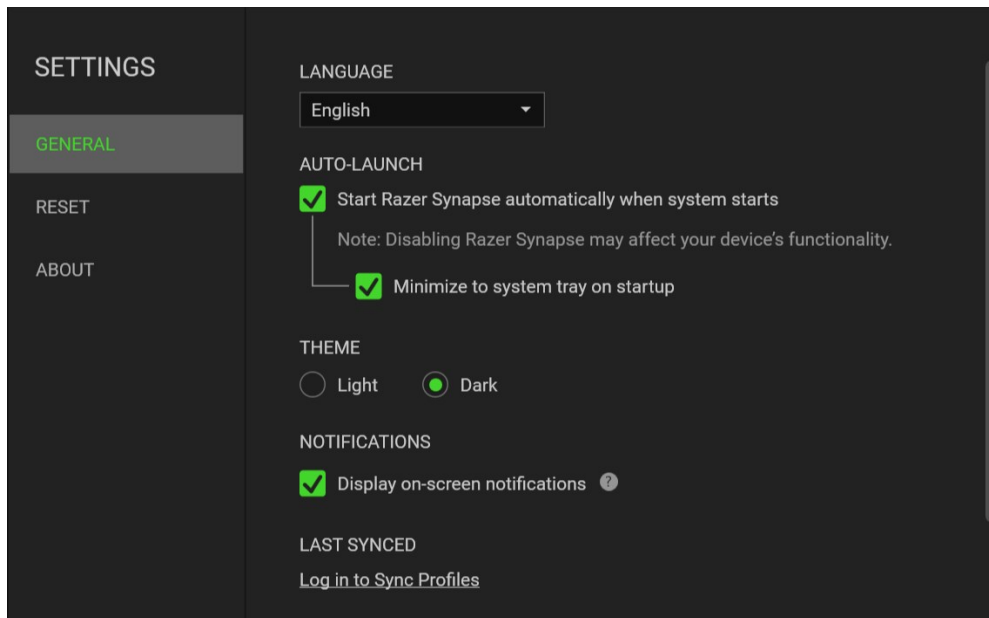 SETTINGS
GENERAL
RESET
ABOUT
LANGUAGE
English
AUTO-LAUNCH
Start Razer Synapse automatically when system starts
Note: Disabling Razer Synapse may affect your device’s functionality.
Minimize to system tray on startup
THEME
Light
Dark
NOTIFICATIONS
Display on-screen notifications ?
LAST SYNCED
Log in to Sync Profiles